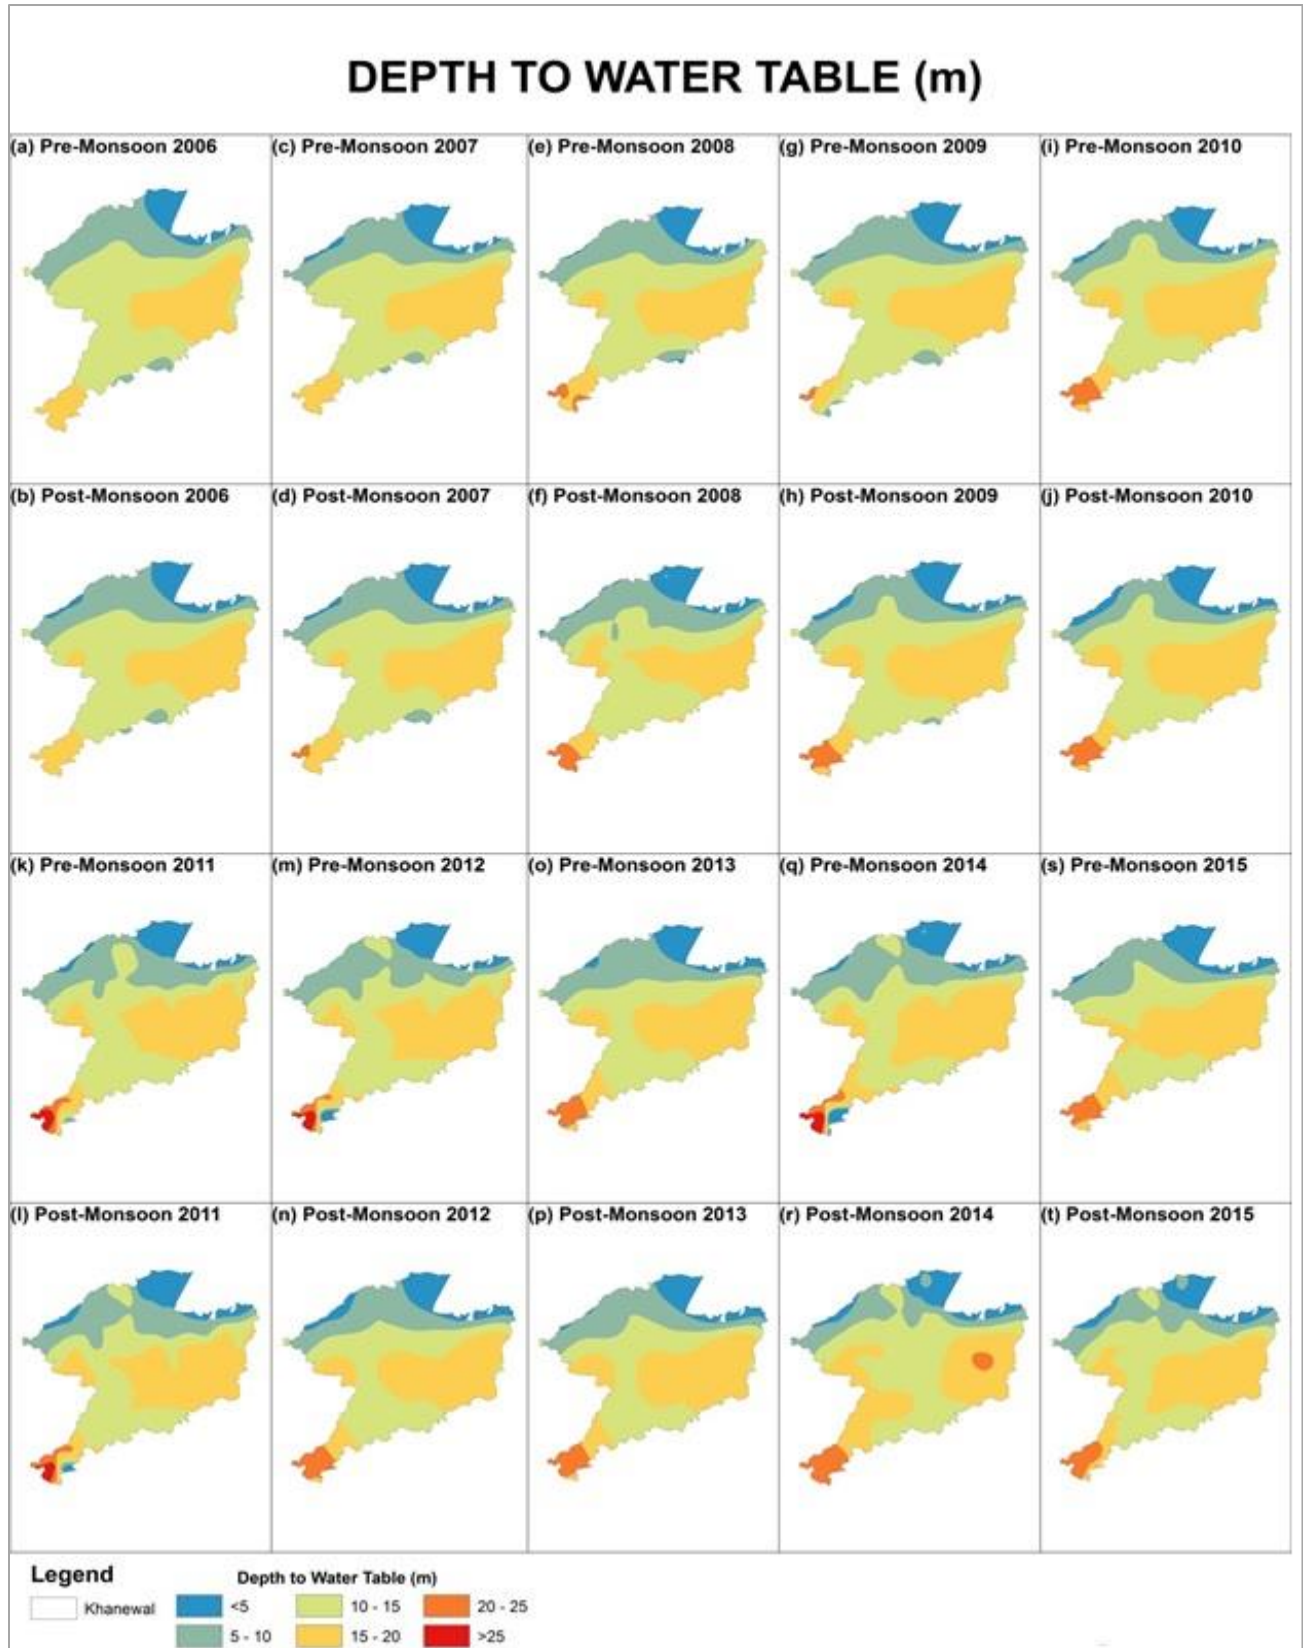 DEPTH TO WATER TABLE (m)
(a) Pre-Monsoon 2006
(c) Pre-Monsoon 2007
(e) Pre-Monsoon 2008
(g) Pre-Monsoon 2009
(i) Pre-Monsoon 2010
(b) Post-Monsoon 2006
(d) Post-Monsoon 2007
(f) Post-Monsoon 2008
(h) Post-Monsoon 2009
(j) Post-Monsoon 2010
(k) Pre-Monsoon 2011
(m) Pre-Monsoon 2012
(o) Pre-Monsoon 2013
(q) Pre-Monsoon 2014
(s) Pre-Monsoon 2015
(l) Post-Monsoon 2011
(n) Post-Monsoon 2012
(p) Post-Monsoon 2013
(r) Post-Monsoon 2014
(t) Post-Monsoon 2015
Legend
Depth to Water Table (m)
Khanewal
<5
10 - 15
20 - 25
5 - 10
15 - 20
>25